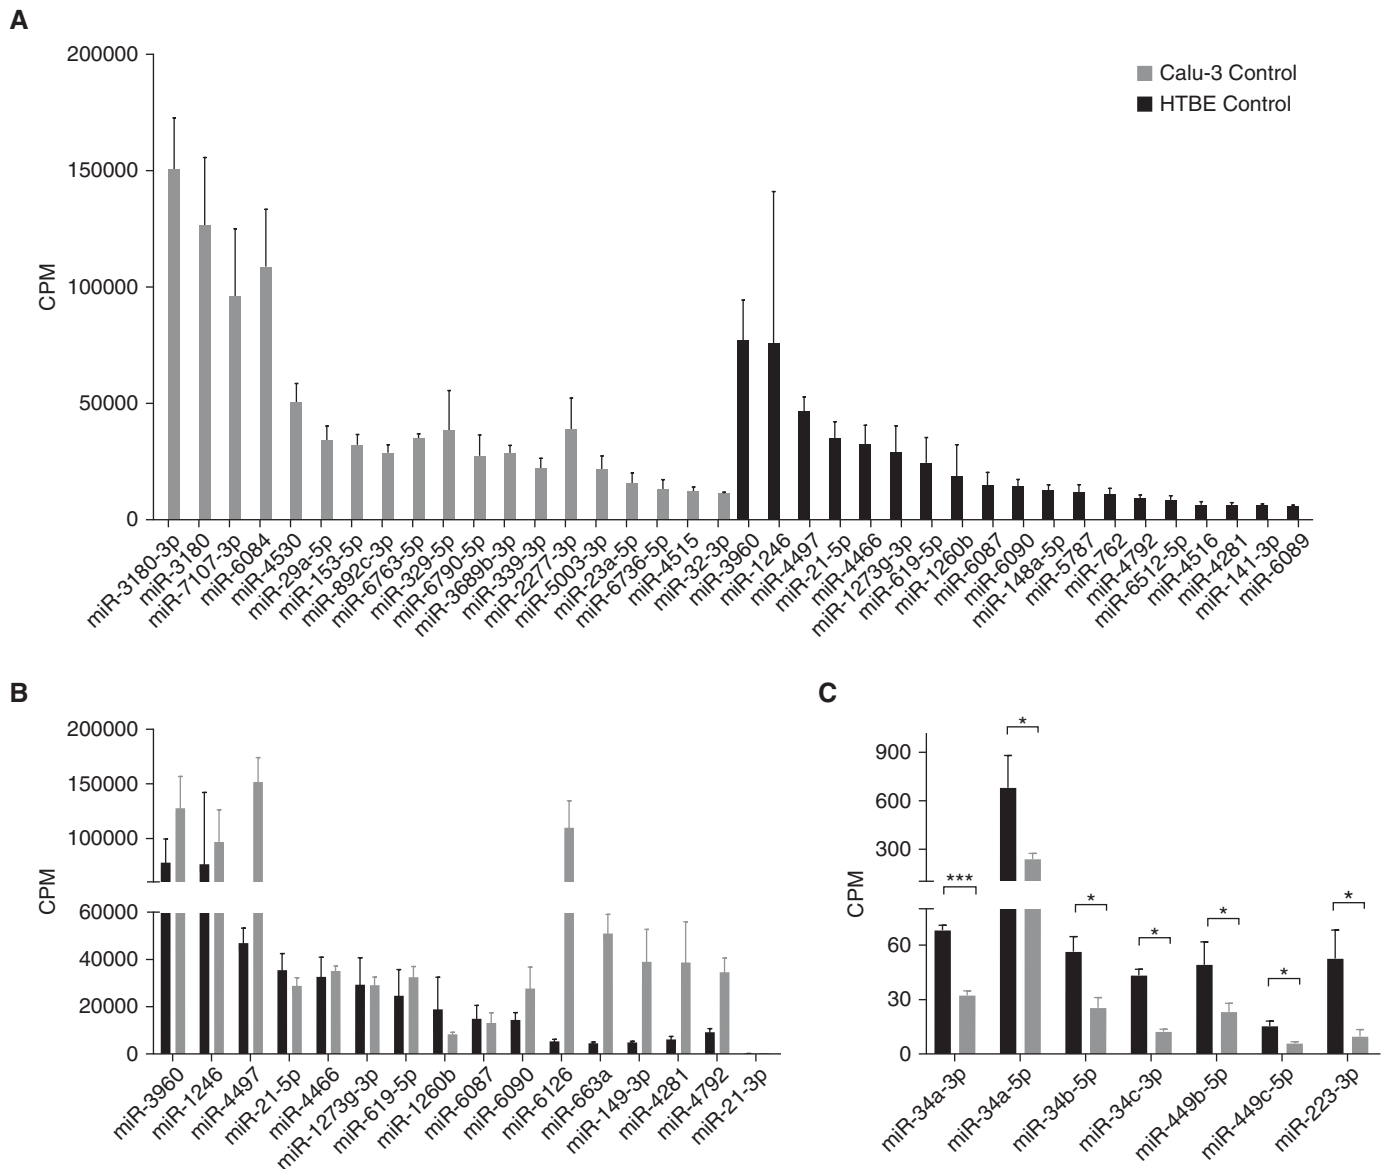 A
200000
150000
100000
50000
0
CPM
Calu-3 Control
HTBE Control
miR-3180-3p
miR-3180
miR-7107-3p
miR-6084
miR-4530
miR-29a-5p
miR-153-5p
miR-892c-3p
miR-6763-5p
miR-329-5p
miR-6790-5p
miR-3689b-3p
miR-339-3p
miR-2277-3p
miR-5003-3p
miR-23a-5p
miR-6736-5p
miR-4515
miR-32-3p
miR-3960
miR-1246
miR-4497
miR-21-5p
miR-4466
miR-1273g-3p
miR-619-5p
miR-1260b
miR-6087
miR-6090
miR-148a-5p
miR-5787
miR-762
miR-4792
miR-6512-5p
miR-4516
miR-4281
miR-141-3p
miR-6089
B
200000
150000
100000
60000
40000
20000
0
CPM
miR-3960
miR-1246
miR-4497
miR-21-5p
miR-4466
miR-1273g-3p
miR-619-5p
miR-1260b
miR-6087
miR-6090
miR-6126
miR-663a
miR-149-3p
miR-4281
miR-4792
miR-21-3p
C
900
600
300
60
30
0
CPM
***
*
*
*
*
*
*
miR-34a-3p
miR-34a-5p
miR-34b-5p
miR-34c-3p
miR-449b-5p
miR-449c-5p
miR-223-3p